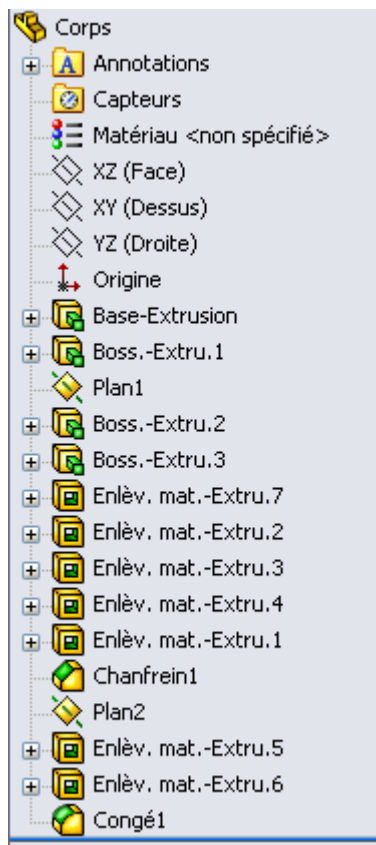 Corps
Annotations
Capteurs
Matériau <non spécifié>
XZ (Face)
XY (Dessus)
YZ (Droite)
Origine
Base-Extrusion
Boss.-Extru.1
Plan1
Boss.-Extru.2
Boss.-Extru.3
Enlèv. mat.-Extru.7
Enlèv. mat.-Extru.2
Enlèv. mat.-Extru.3
Enlèv. mat.-Extru.4
Enlèv. mat.-Extru.1
Chanfrein1
Plan2
Enlèv. mat.-Extru.5
Enlèv. mat.-Extru.6
Congé1